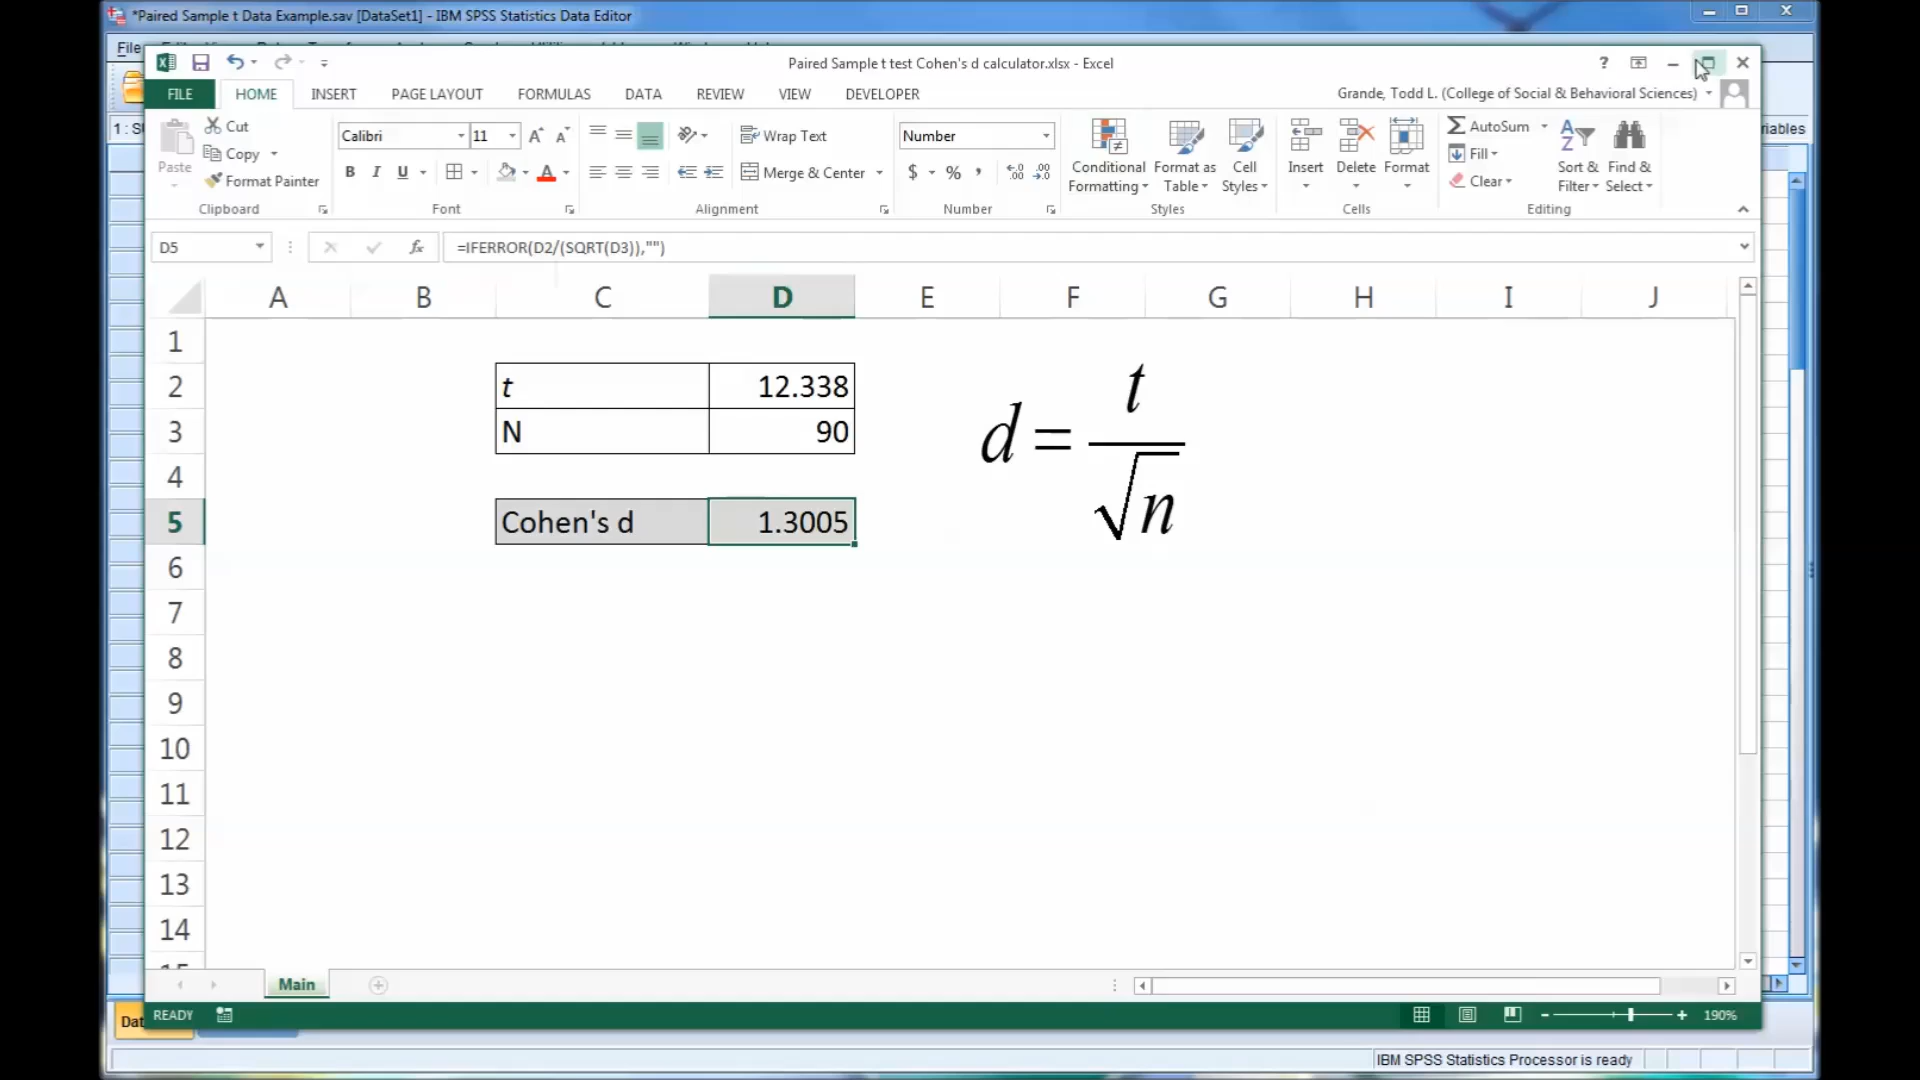 *Paired Sample t Data Example.sav [DataSet1] - IBM SPSS Statistics Data Editor
File
Paired Sample t test Cohen's d calculator.xlsx - Excel
?
FILE HOME INSERT PAGE LAYOUT FORMULAS DATA REVIEW VIEW DEVELOPER
Grande, Todd L. (College of Social & Behavioral Sciences)
Paste
Cut
Copy
Format Painter
Clipboard
Calibri 11
B I U
Font
Wrap Text
Merge & Center
Alignment
Number
$ % ,
Number
Conditional Formatting
Format as Table
Cell Styles
Styles
Insert Delete Format
Cells
AutoSum
Fill
Clear
Sort & Filter
Find & Select
Editing
1 : S
iables
D5 fx =IFERROR(D2/(SQRT(D3)),"")
A B C D E F G H I J
1
2 t 12.338
3 N 90
4
5 Cohen's d 1.3005
d = t / √n
6
7
8
9
10
11
12
13
14
15
Main
Dat
READY
190%
IBM SPSS Statistics Processor is ready